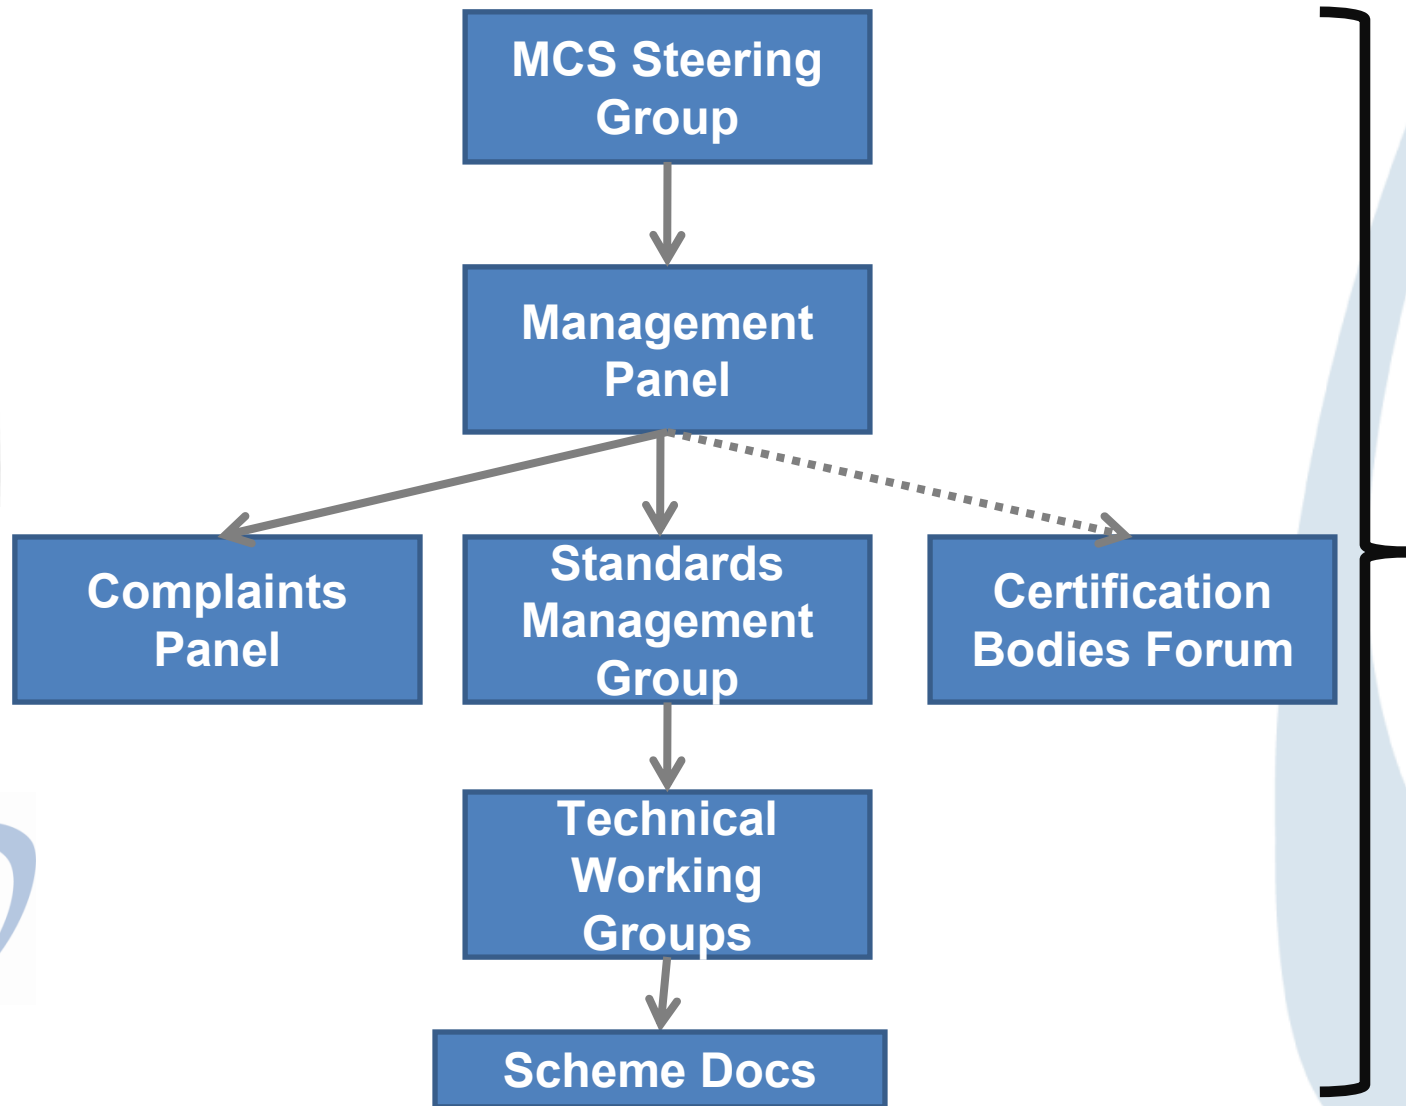 MCS Steering
Group
Management
Panel
Complaints
Panel
Standards
Management
Group
Certification
Bodies Forum
Technical
Working
Groups
Scheme Docs